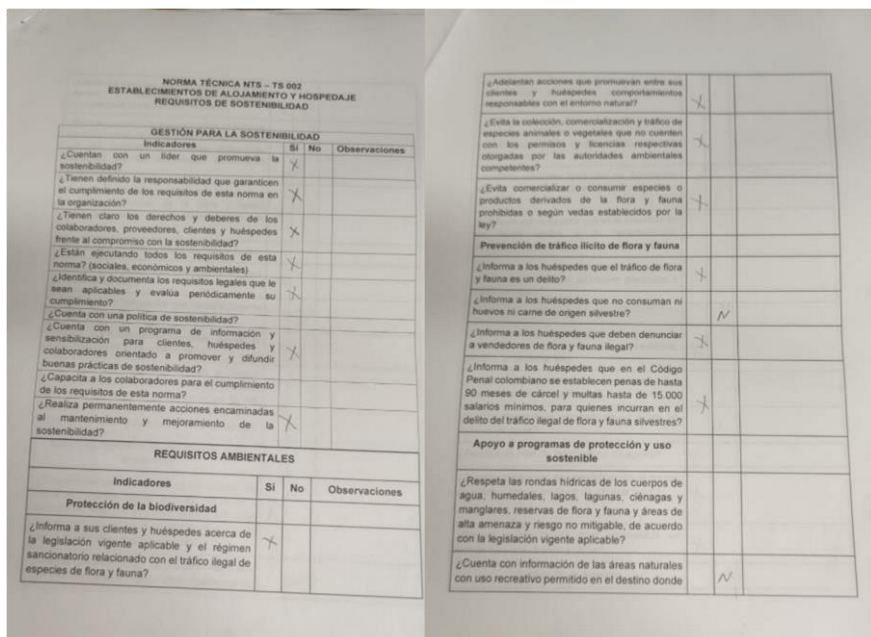 NORMA TÉCNICA NTS – TS 002
ESTABLECIMIENTOS DE ALOJAMIENTO Y HOSPEDAJE
REQUISITOS DE SOSTENIBILIDAD
GESTIÓN PARA LA SOSTENIBILIDAD
Indicadores Sí No Observaciones
¿Cuentan con un líder que promueva la
sostenibilidad? X
¿Tienen definido la responsabilidad que garanticen
el cumplimiento de los requisitos de esta norma en
la organización? X
¿Tienen claro los derechos y deberes de los
colaboradores, proveedores, clientes y huéspedes
frente al compromiso con la sostenibilidad? X
¿Están ejecutando todos los requisitos de esta
norma? (sociales, económicos y ambientales) X
¿Identifica y documenta los requisitos legales que le
sean aplicables y evalúa periódicamente su
cumplimiento? X
¿Cuenta con una política de sostenibilidad?
¿Cuenta con un programa de información y
sensibilización para clientes, huéspedes y
colaboradores orientado a promover y difundir
buenas prácticas de sostenibilidad? X
¿Capacita a los colaboradores para el cumplimiento
de los requisitos de esta norma?
¿Realiza permanentemente acciones encaminadas
al mantenimiento y mejoramiento de la
sostenibilidad? X
REQUISITOS AMBIENTALES
Indicadores Sí No Observaciones
Protección de la biodiversidad
¿Informa a sus clientes y huéspedes acerca de
la legislación vigente aplicable y el régimen
sancionatorio relacionado con el tráfico ilegal de
especies de flora y fauna? X
¿Adelantan acciones que promuevan entre sus
clientes y huéspedes comportamientos
responsables con el entorno natural? X
¿Evita la colección, comercialización y tráfico de
especies animales o vegetales que no cuenten
con los permisos y licencias respectivas
otorgadas por las autoridades ambientales
competentes? X
¿Evita comercializar o consumir especies o
productos derivados de la flora y fauna
prohibidas o según vedas establecidos por la
ley? X
Prevención de tráfico ilícito de flora y fauna
¿Informa a los huéspedes que el tráfico de flora
y fauna es un delito? X
¿Informa a los huéspedes que no consuman ni
huevos ni carne de origen silvestre? N
¿Informa a los huéspedes que deben denunciar
a vendedores de flora y fauna ilegal? X
¿Informa a los huéspedes que en el Código
Penal colombiano se establecen penas de hasta
90 meses de cárcel y multas hasta de 15.000
salarios mínimos, para quienes incurran en el
delito del tráfico ilegal de flora y fauna silvestres? X
Apoyo a programas de protección y uso
sostenible
¿Respeta las rondas hídricas de los cuerpos de
agua, humedales, lagos, lagunas, ciénagas y
manglares, reservas de flora y fauna y áreas de
alta amenaza y riesgo no mitigable, de acuerdo
con la legislación vigente aplicable?
¿Cuenta con información de las áreas naturales
con uso recreativo permitido en el destino donde N